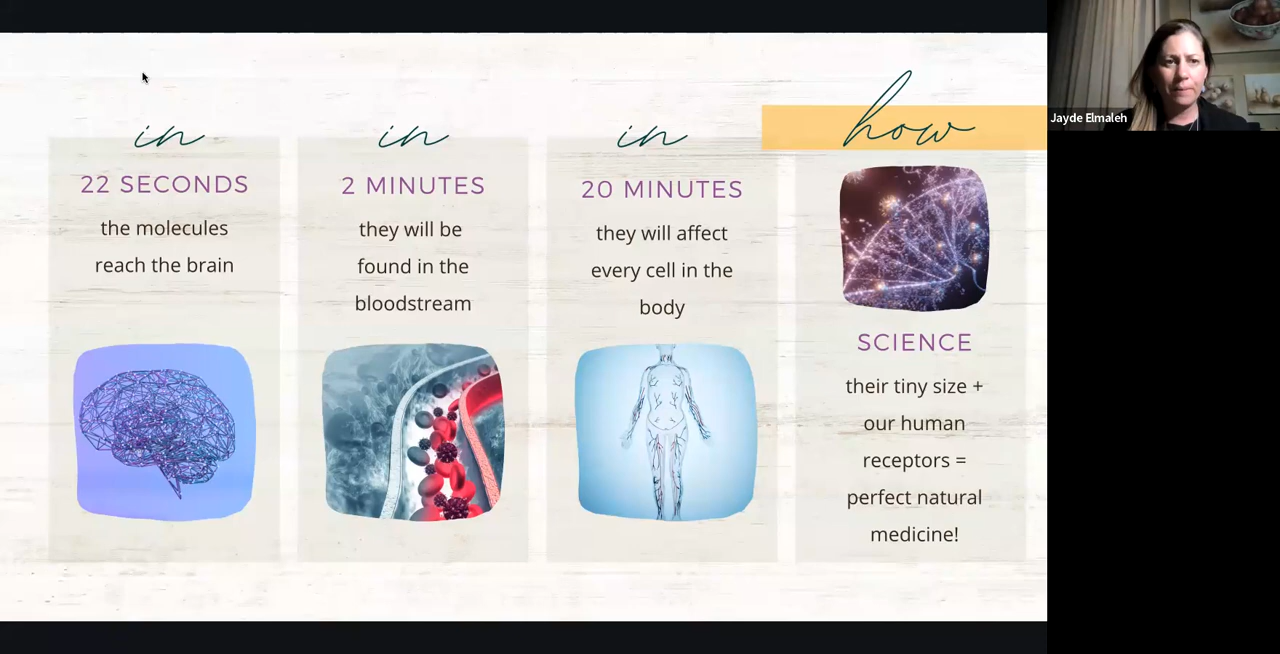 in
22 SECONDS
the molecules
reach the brain
in
2 MINUTES
they will be
found in the
bloodstream
in
20 MINUTES
they will affect
every cell in the
body
how
SCIENCE
their tiny size +
our human
receptors =
perfect natural
medicine!
Jayde Elmaleh